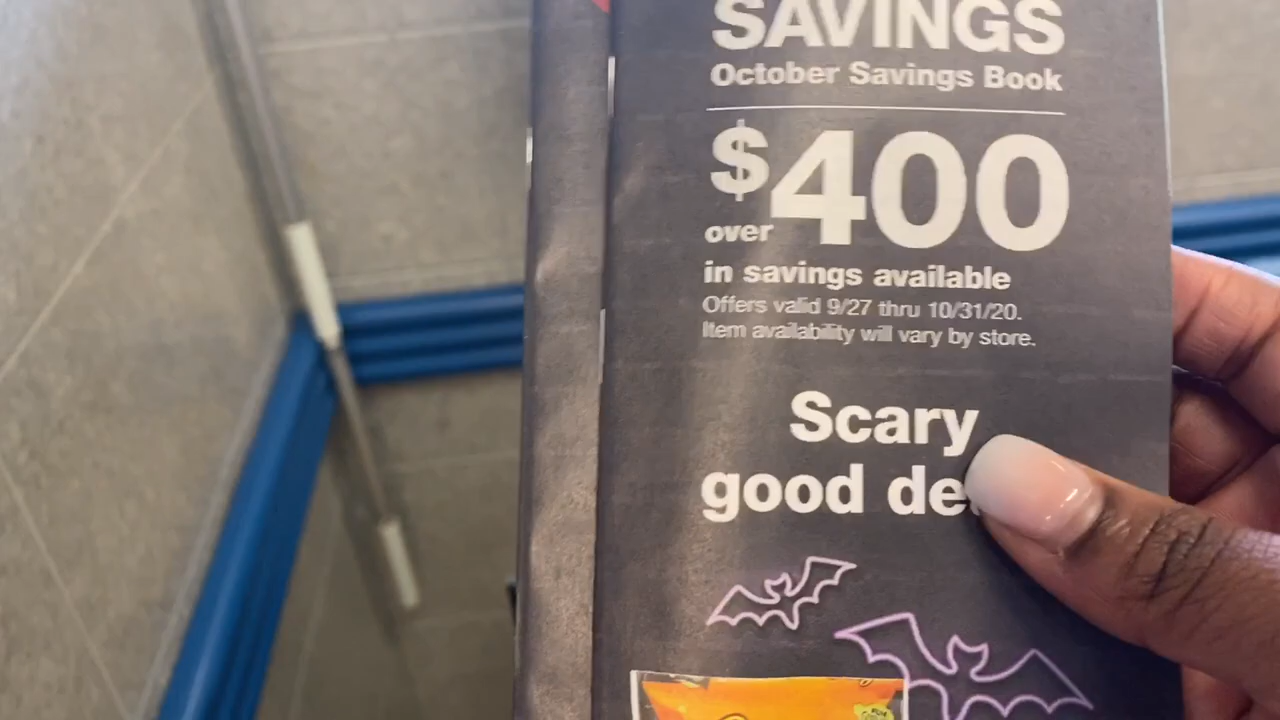 SAVINGS
October Savings Book
$400
over
in savings available
Offers valid 9/27 thru 10/31/20.
Item availability will vary by store.
Scary
good de